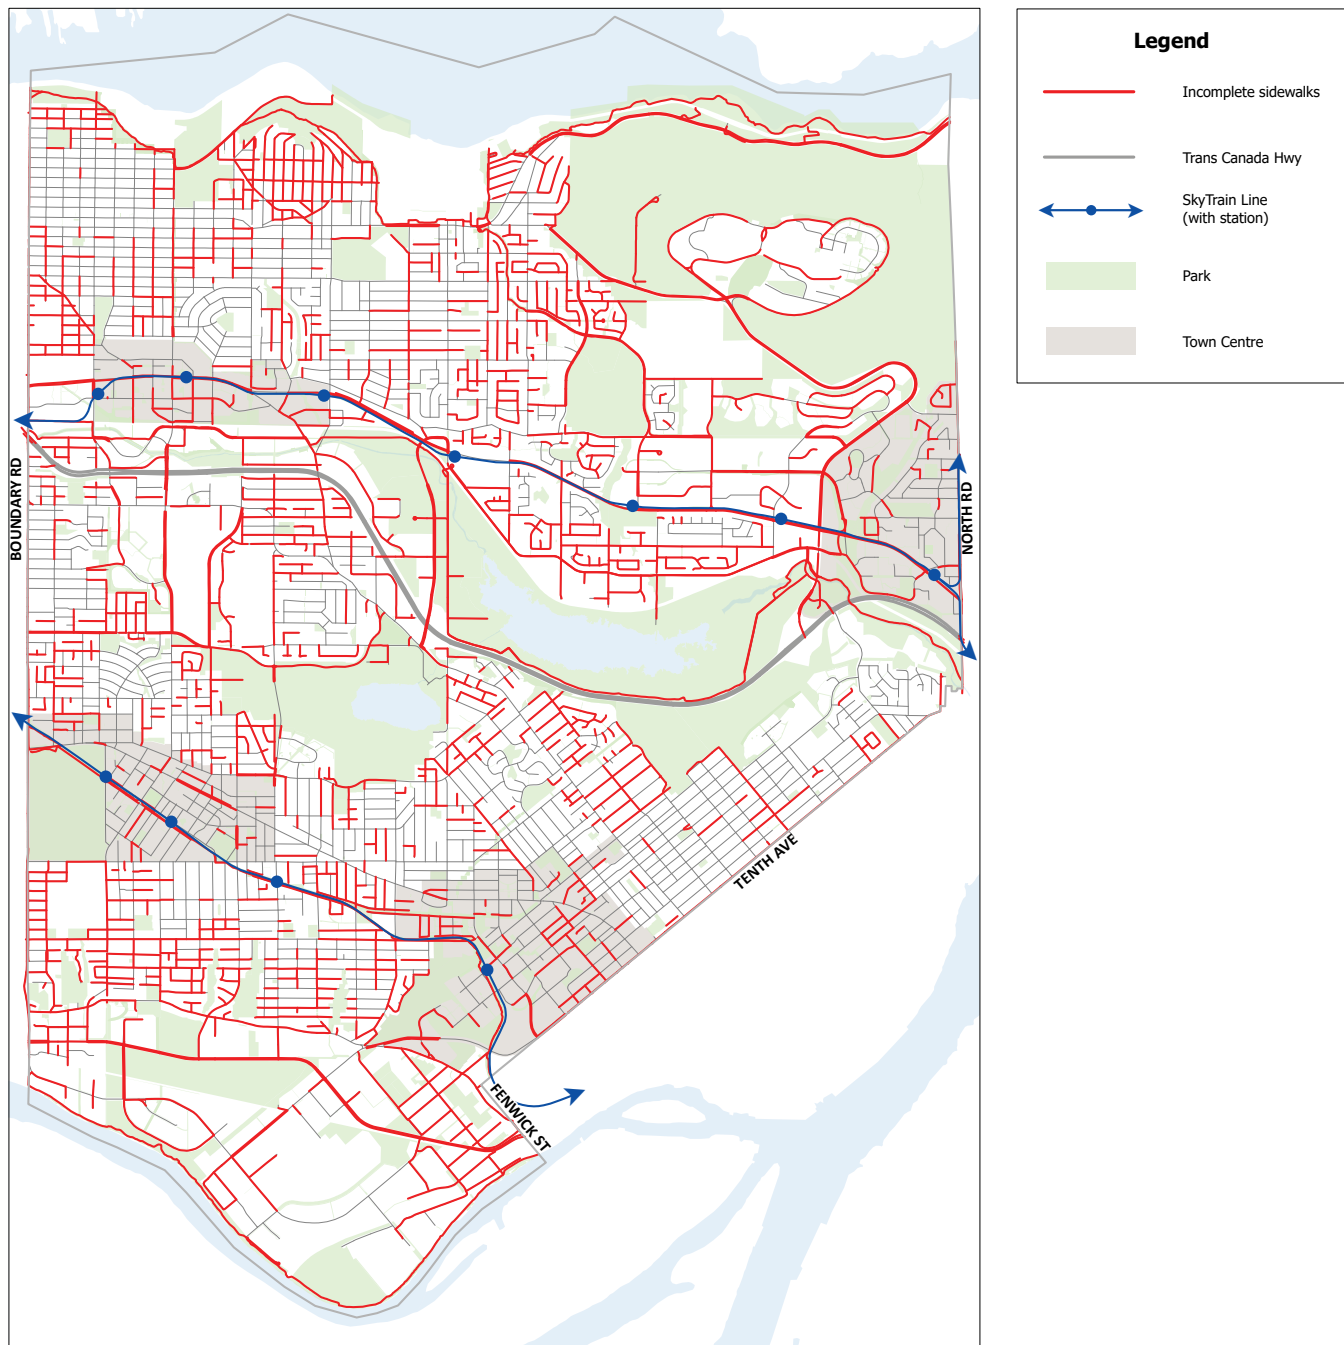 Legend
Incomplete sidewalks
Trans Canada Hwy
SkyTrain Line
(with station)
Park
Town Centre
BOUNDARY RD
NORTH RD
TENTH AVE
FENWICK ST